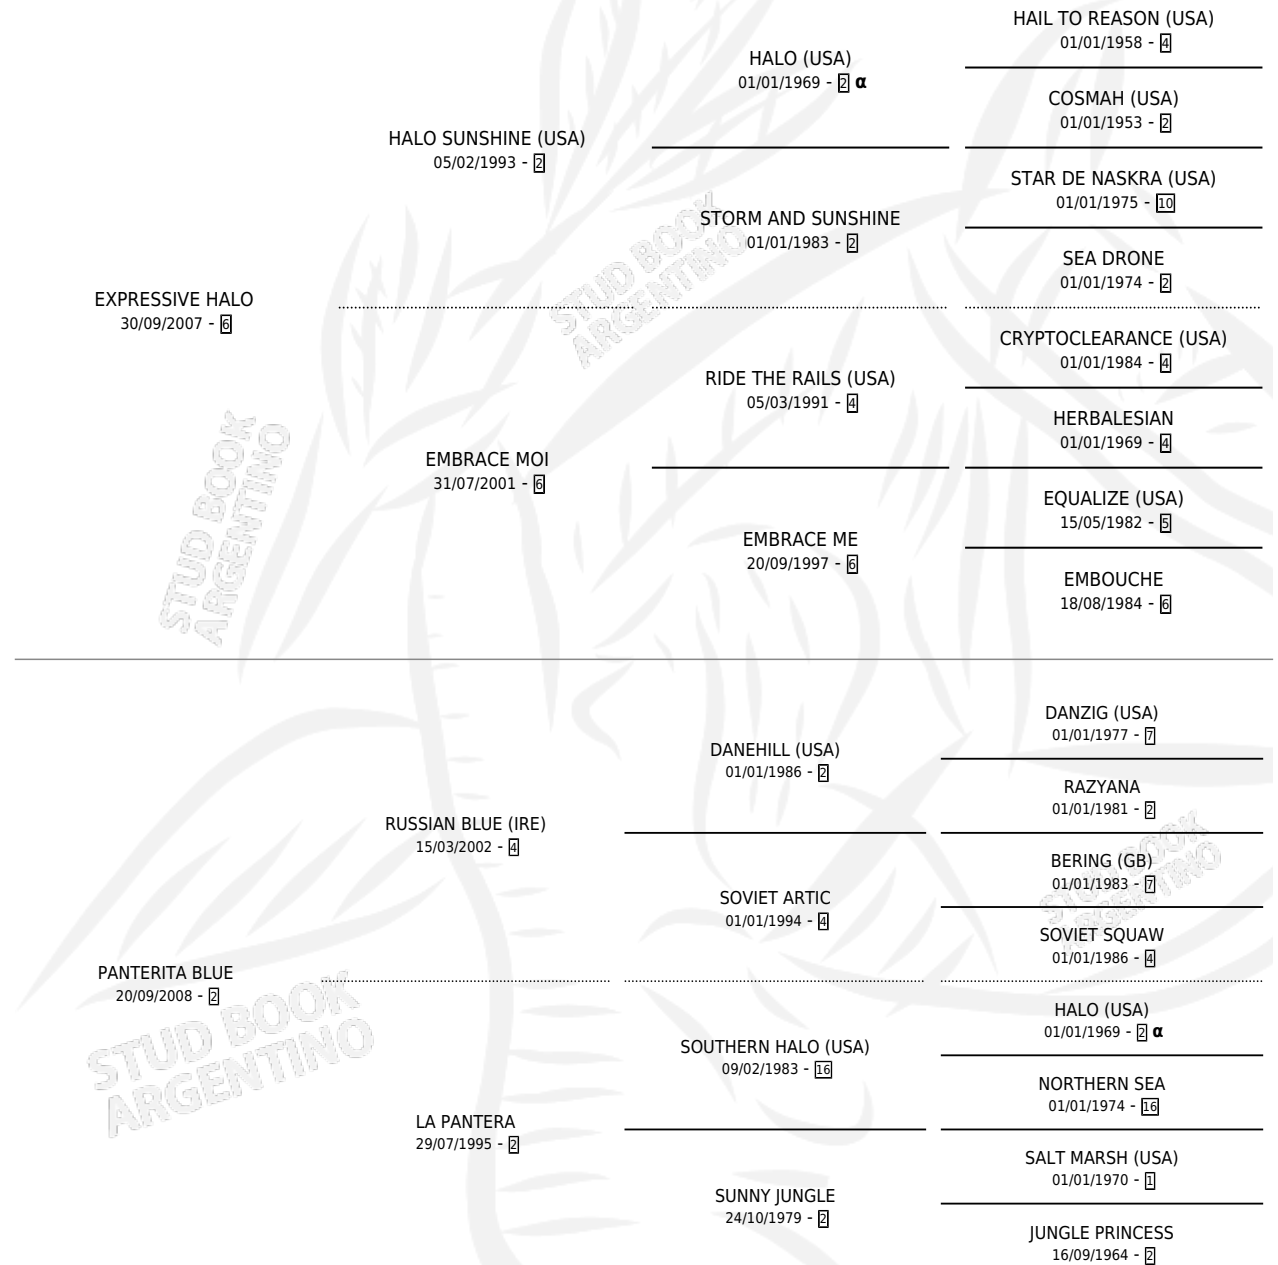 EXPRESSIVE HALO
30/09/2007 - 6
HALO SUNSHINE (USA)
05/02/1993 - 2
HALO (USA)
01/01/1969 - 2 α
HAIL TO REASON (USA)
01/01/1958 - 4
COSMAH (USA)
01/01/1953 - 2
STORM AND SUNSHINE
01/01/1983 - 2
STAR DE NASKRA (USA)
01/01/1975 - 10
SEA DRONE
01/01/1974 - 2
EMBRACE MOI
31/07/2001 - 6
RIDE THE RAILS (USA)
05/03/1991 - 4
CRYPTOCLEARANCE (USA)
01/01/1984 - 4
HERBALESIAN
01/01/1969 - 4
EMBRACE ME
20/09/1997 - 6
EQUALIZE (USA)
15/05/1982 - 5
EMBOUCHE
18/08/1984 - 6
PANTERITA BLUE
20/09/2008 - 2
RUSSIAN BLUE (IRE)
15/03/2002 - 4
DANEHILL (USA)
01/01/1986 - 2
DANZIG (USA)
01/01/1977 - 7
RAZYANA
01/01/1981 - 2
SOVIET ARTIC
01/01/1994 - 4
BERING (GB)
01/01/1983 - 7
SOVIET SQUAW
01/01/1986 - 4
LA PANTERA
29/07/1995 - 2
SOUTHERN HALO (USA)
09/02/1983 - 16
HALO (USA)
01/01/1969 - 2 α
NORTHERN SEA
01/01/1974 - 16
SUNNY JUNGLE
24/10/1979 - 2
SALT MARSH (USA)
01/01/1970 - 1
JUNGLE PRINCESS
16/09/1964 - 2
STUD BOOK
ARGENTINO
STUD BOOK
ARGENTINO
STUD BOOK
ARGENTINO
STUD BOOK
ARGENTINO